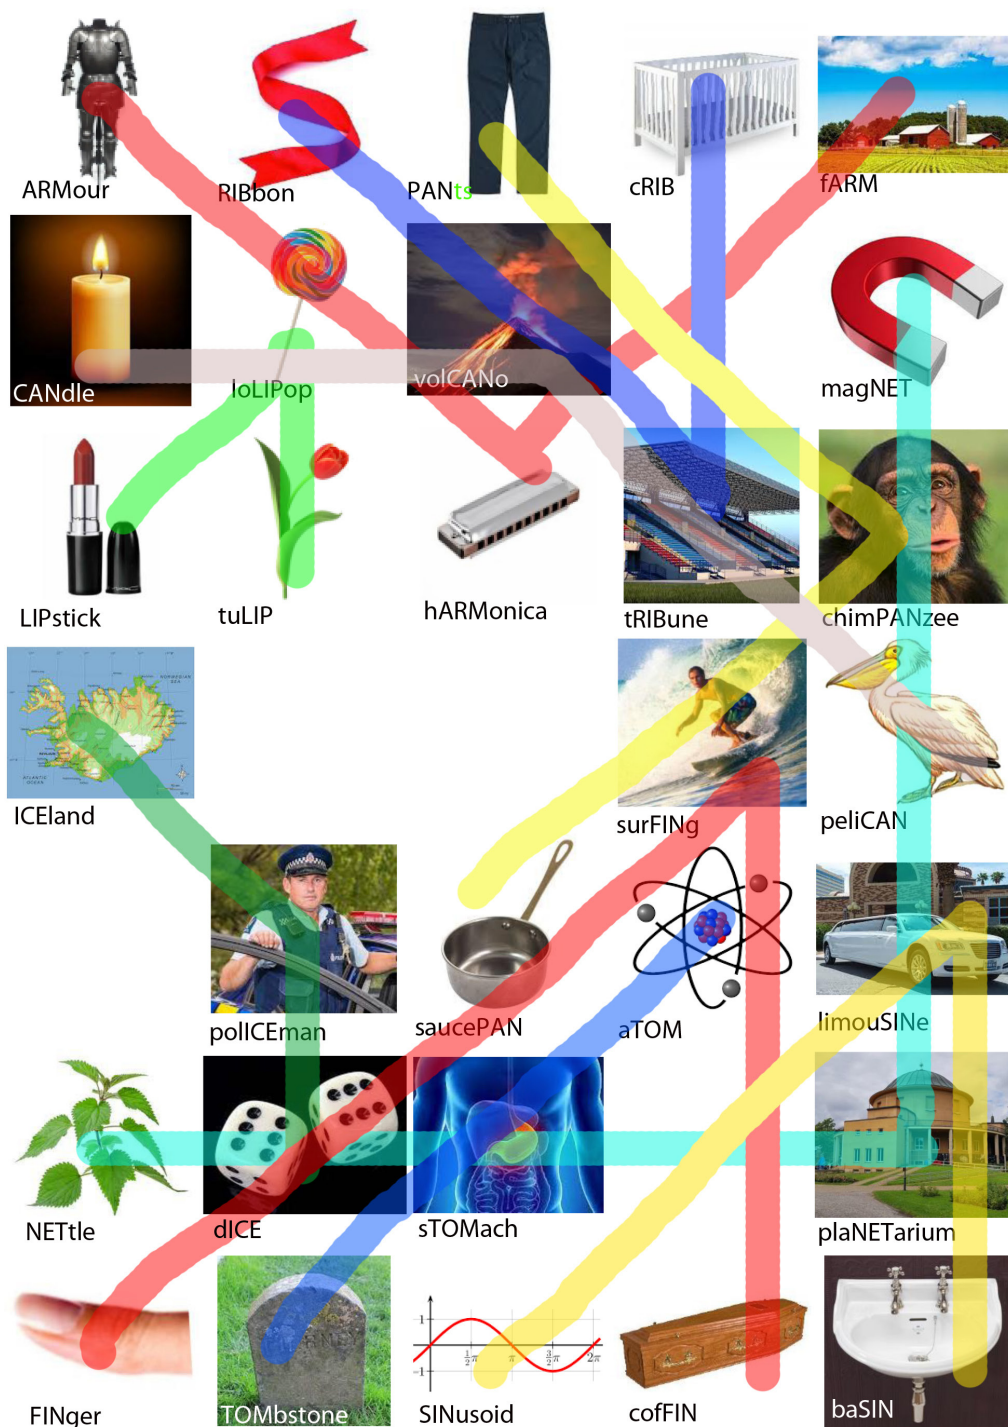 ARMour
RIBbon
PANts
cRIB
fARM
CANdle
loLIPop
volCANo
magNET
LIPstick
tuLIP
hARMonica
tRIBune
chimPANzee
ICEland
surFINg
peliCAN
polICEman
saucePAN
aTOM
limouSINe
NETtle
dICE
sTOMach
plaNETarium
FINger
TOMbstone
SINusoid
cofFIN
baSIN